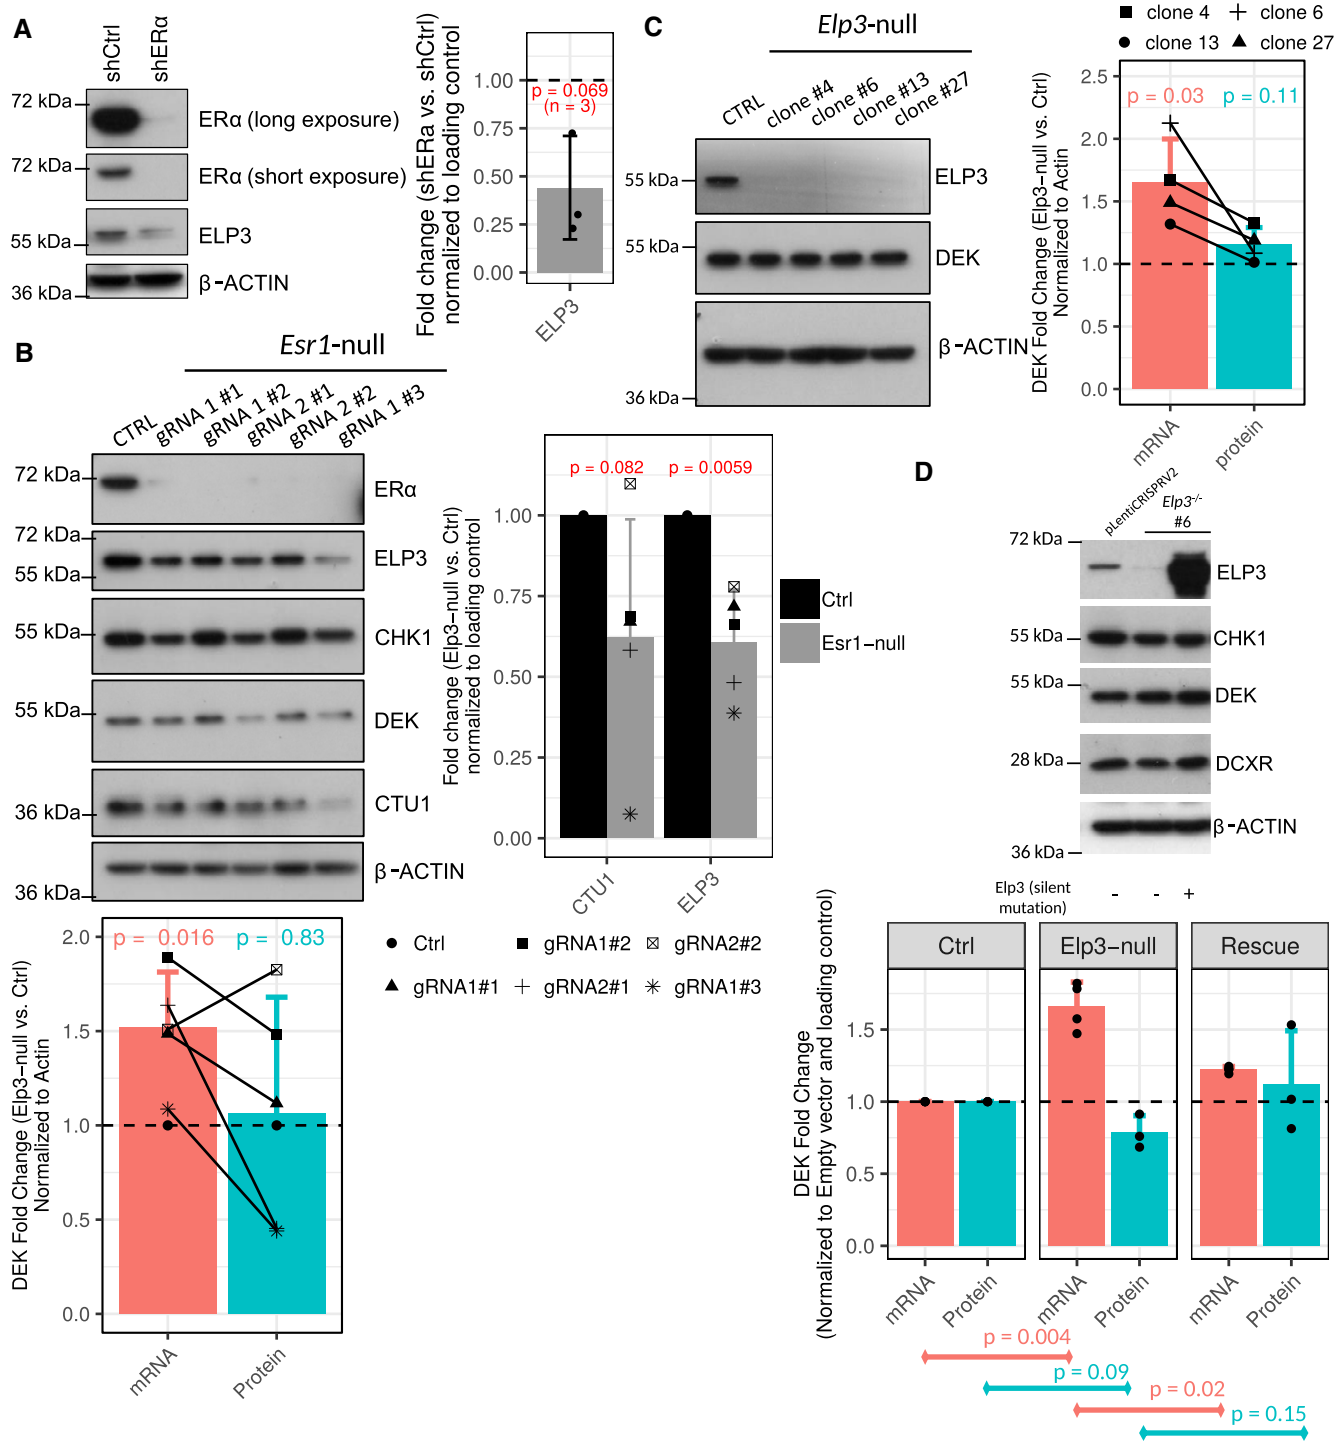 A
shCtrl
shERα
72 kDa
ERα (long exposure)
72 kDa
ERα (short exposure)
ELP3
55 kDa
β-ACTIN
36 kDa
Fold change (shERa vs. shCtrl)
normalized to loading control
1.00
0.75
0.50
0.25
0.00
p = 0.069
(n = 3)
ELP3
B
Esr1-null
CTRL
gRNA 1 #1
gRNA 1 #2
gRNA 2 #1
gRNA 2 #2
gRNA 1 #3
72 kDa
ERα
72 kDa
ELP3
55 kDa
55 kDa
CHK1
55 kDa
DEK
CTU1
36 kDa
β-ACTIN
36 kDa
Fold change (Elp3−null vs. Ctrl)
normalized to loading control
1.00
0.75
0.50
0.25
0.00
p = 0.082
p = 0.0059
CTU1
ELP3
Ctrl
Esr1−null
DEK Fold Change (Elp3−null vs. Ctrl)
Normalized to Actin
2.0
1.5
1.0
0.5
0.0
p = 0.016
p = 0.83
mRNA
Protein
Ctrl
gRNA1#2
gRNA2#2
gRNA1#1
gRNA2#1
gRNA1#3
C
Elp3-null
CTRL
clone #4
clone #6
clone #13
clone #27
55 kDa
ELP3
55 kDa
DEK
β-ACTIN
36 kDa
clone 4
clone 6
clone 13
clone 27
DEK Fold Change (Elp3−null vs. Ctrl)
Normalized to Actin
2.5
2.0
1.5
1.0
0.5
0.0
p = 0.03
p = 0.11
mRNA
protein
D
pLentiCRISPRV2
Elp3-/-
#6
72 kDa
ELP3
55 kDa
CHK1
55 kDa
DEK
28 kDa
DCXR
β-ACTIN
36 kDa
Elp3 (silent
mutation)
- - +
DEK Fold Change
(Normalized to Empty vector and loading control)
Ctrl
Elp3−null
Rescue
1.5
1.0
0.5
0.0
mRNA
Protein
mRNA
Protein
mRNA
Protein
p = 0.004
p = 0.09
p = 0.02
p = 0.15